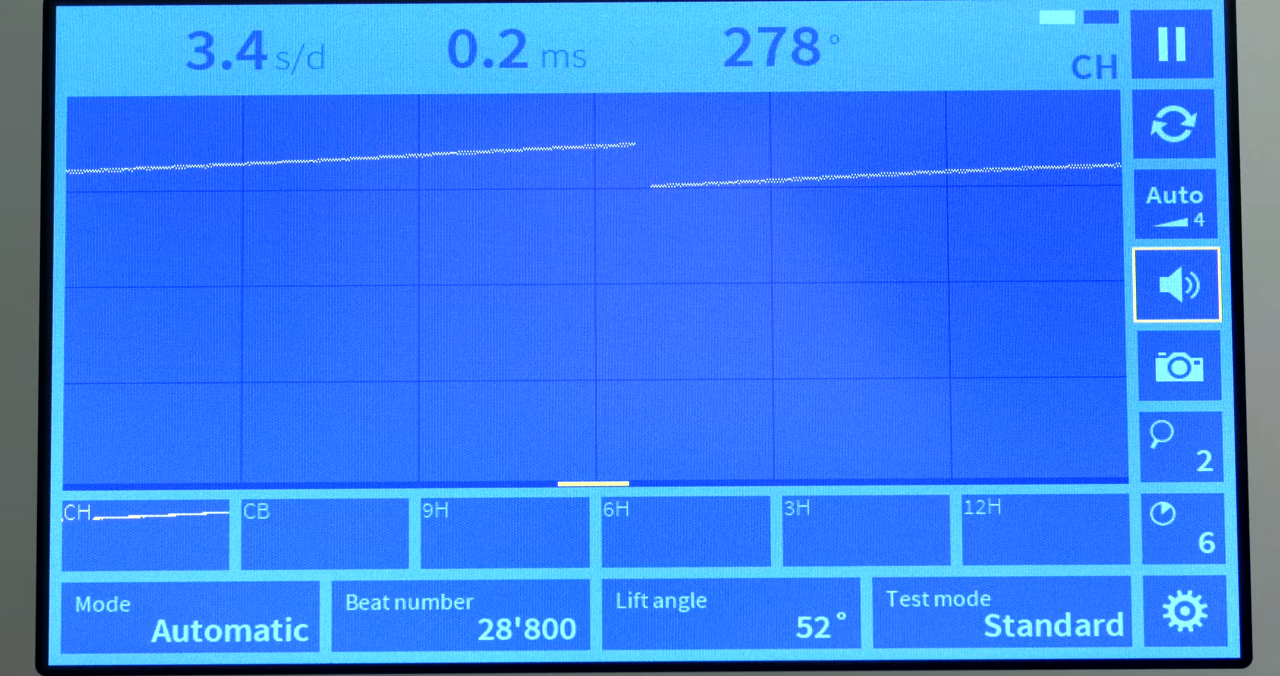 3.4 s/d 0.2 ms 278°
CH
Auto
4
2
CH CB 9H 6H 3H 12H
6
Mode
Automatic
Beat number
28'800
Lift angle
52°
Test mode
Standard